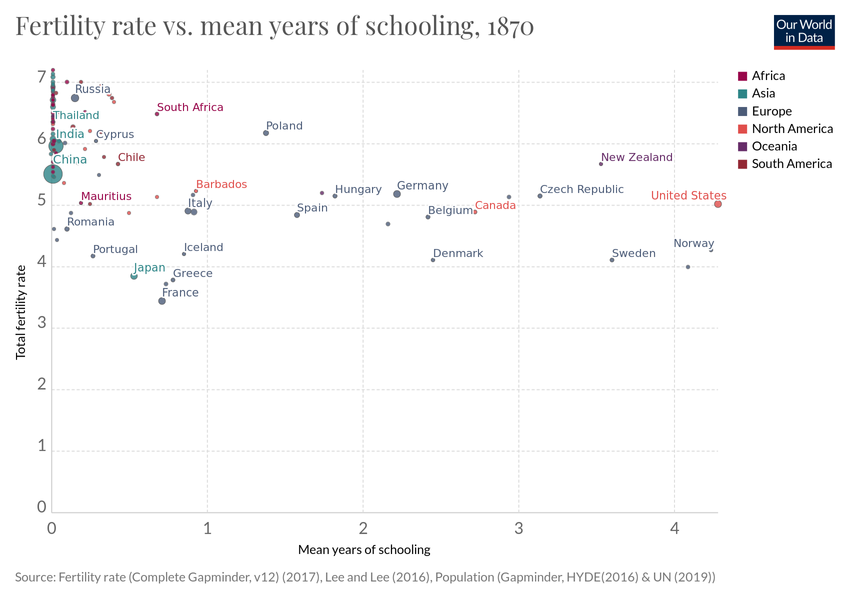 Fertility rate vs. mean years of schooling, 1870
Our World
in Data
Africa
Asia
Europe
North America
Oceania
South America
7
6
5
4
3
2
1
0
Total fertility rate
Russia
South Africa
Thailand
Poland
India
Cyprus
China
Chile
New Zealand
Barbados
Hungary
Germany
Czech Republic
United States
Mauritius
Italy
Spain
Belgium
Canada
Romania
Portugal
Iceland
Denmark
Sweden
Norway
Japan
Greece
France
0
1
2
3
4
Mean years of schooling
Source: Fertility rate (Complete Gapminder, v12) (2017), Lee and Lee (2016), Population (Gapminder, HYDE(2016) & UN (2019))